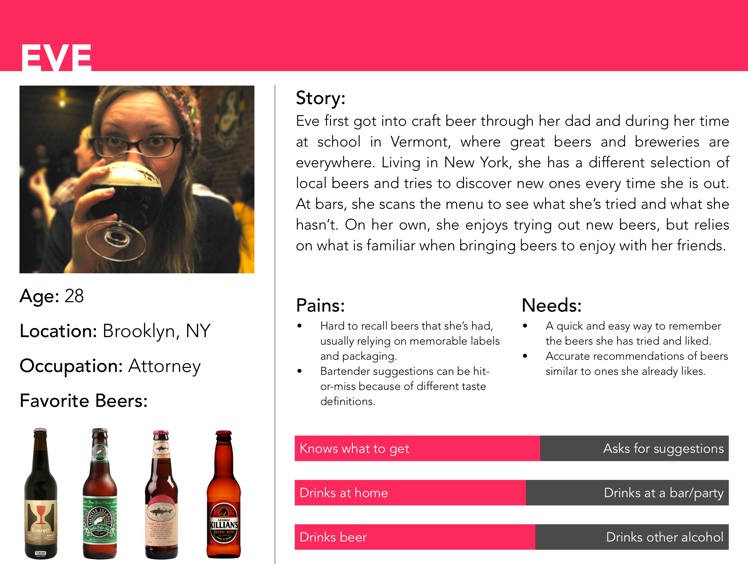 EVE
Story:
Eve first got into craft beer through her dad and during her time
at school in Vermont, where great beers and breweries are
everywhere. Living in New York, she has a different selection of
local beers and tries to discover new ones every time she is out.
At bars, she scans the menu to see what she’s tried and what she
hasn’t. On her own, she enjoys trying out new beers, but relies
on what is familiar when bringing beers to enjoy with her friends.
Age: 28
Location: Brooklyn, NY
Occupation: Attorney
Favorite Beers:
KILLIAN'S
Pains:
• Hard to recall beers that she’s had,
usually relying on memorable labels
and packaging.
• Bartender suggestions can be hit-
or-miss because of different taste
definitions.
Needs:
• A quick and easy way to remember
the beers she has tried and liked.
• Accurate recommendations of beers
similar to ones she already likes.
Knows what to get
Asks for suggestions
Drinks at home
Drinks at a bar/party
Drinks beer
Drinks other alcohol